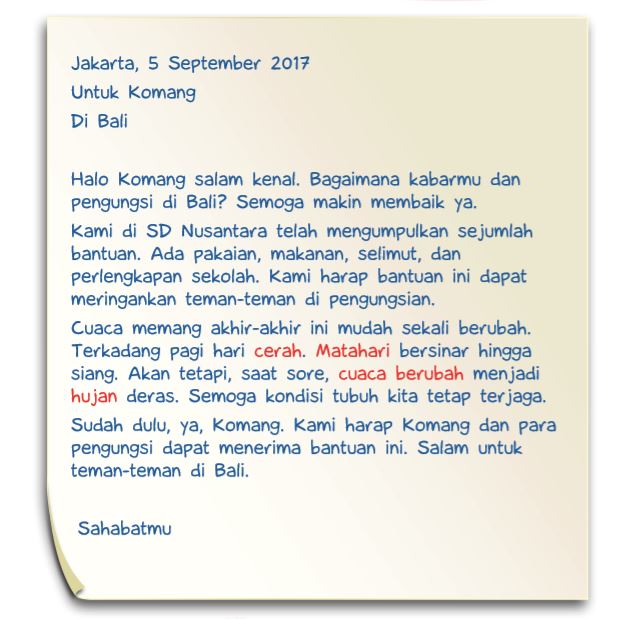 Jakarta, 5 September 2017
Untuk Komang
Di Bali
Halo Komang salam kenal. Bagaimana kabarmu dan
pengungsi di Bali? Semoga makin membaik ya.
Kami di SD Nusantara telah mengumpulkan sejumlah
bantuan. Ada pakaian, makanan, selimut, dan
perlengkapan sekolah. Kami harap bantuan ini dapat
meringankan teman-teman di pengungsian.
Cuaca memang akhir-akhir ini mudah sekali berubah.
Terkadang pagi hari cerah. Matahari bersinar hingga
siang. Akan tetapi, saat sore, cuaca berubah menjadi
hujan deras. Semoga kondisi tubuh kita tetap terjaga.
Sudah dulu, ya, Komang. Kami harap Komang dan para
pengungsi dapat menerima bantuan ini. Salam untuk
teman-teman di Bali.
Sahabatmu